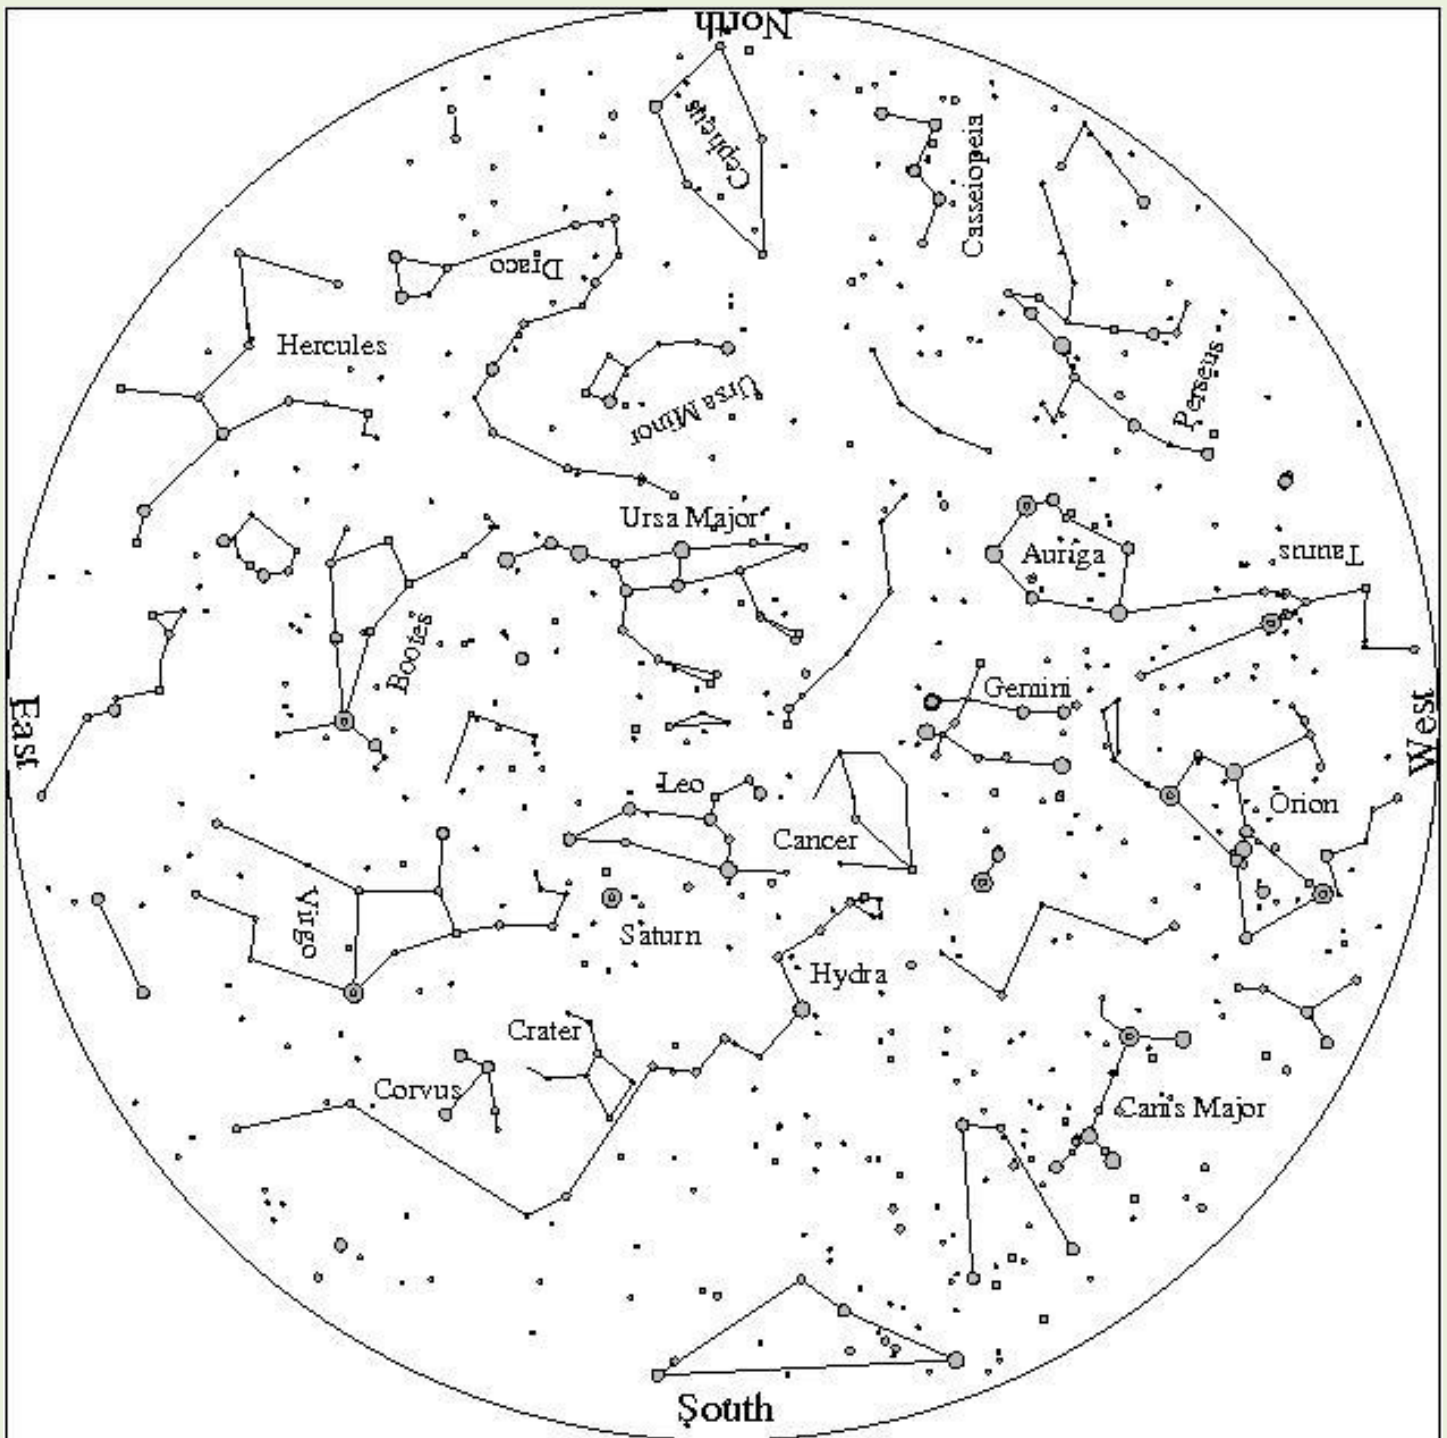 North
Cepheus
Casseiopeia
Draco
Hercules
Perseus
Ursa Minor
Ursa Major
Auriga
Taurus
Bootes
Gemini
East
West
Leo
Orion
Cancer
Virgo
Saturn
Hydra
Crater
Corvus
Canis Major
South